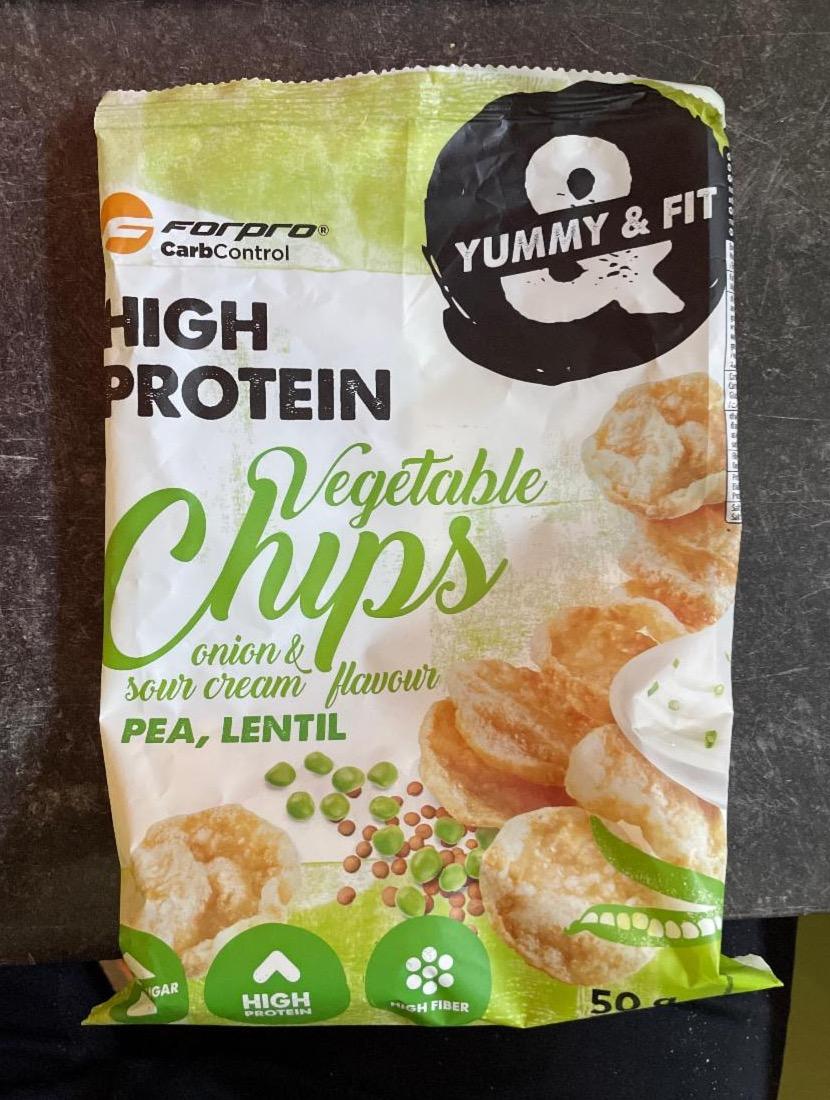 FORPRO®
CarbControl
&
YUMMY & FIT
HIGH
PROTEIN
Vegetable
Chips
onion &
sour cream flavour
PEA, LENTIL
HIGH
PROTEIN
HIGH FIBER
50 g